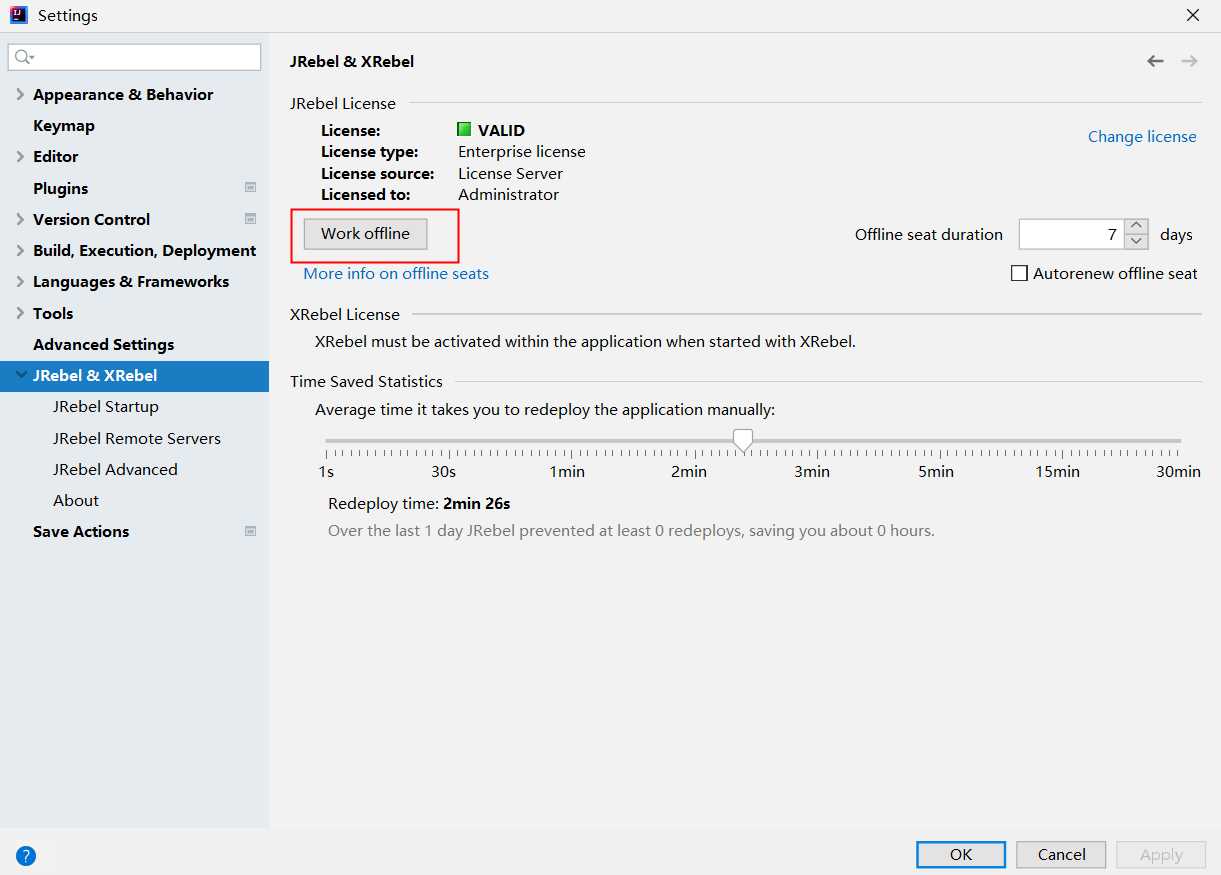 Settings
JRebel & XRebel
Appearance & Behavior
Keymap
Editor
Plugins
Version Control
Build, Execution, Deployment
Languages & Frameworks
Tools
Advanced Settings
JRebel & XRebel
JRebel Startup
JRebel Remote Servers
JRebel Advanced
About
Save Actions
JRebel License
License: VALID
Change license
License type: Enterprise license
License source: License Server
Licensed to: Administrator
Work offline Offline seat duration 7 days
More info on offline seats Autorenew offline seat
XRebel License
XRebel must be activated within the application when started with XRebel.
Time Saved Statistics
Average time it takes you to redeploy the application manually:
1s 30s 1min 2min 3min 5min 15min 30min
Redeploy time: 2min 26s
Over the last 1 day JRebel prevented at least 0 redeploys, saving you about 0 hours.
? OK Cancel Apply